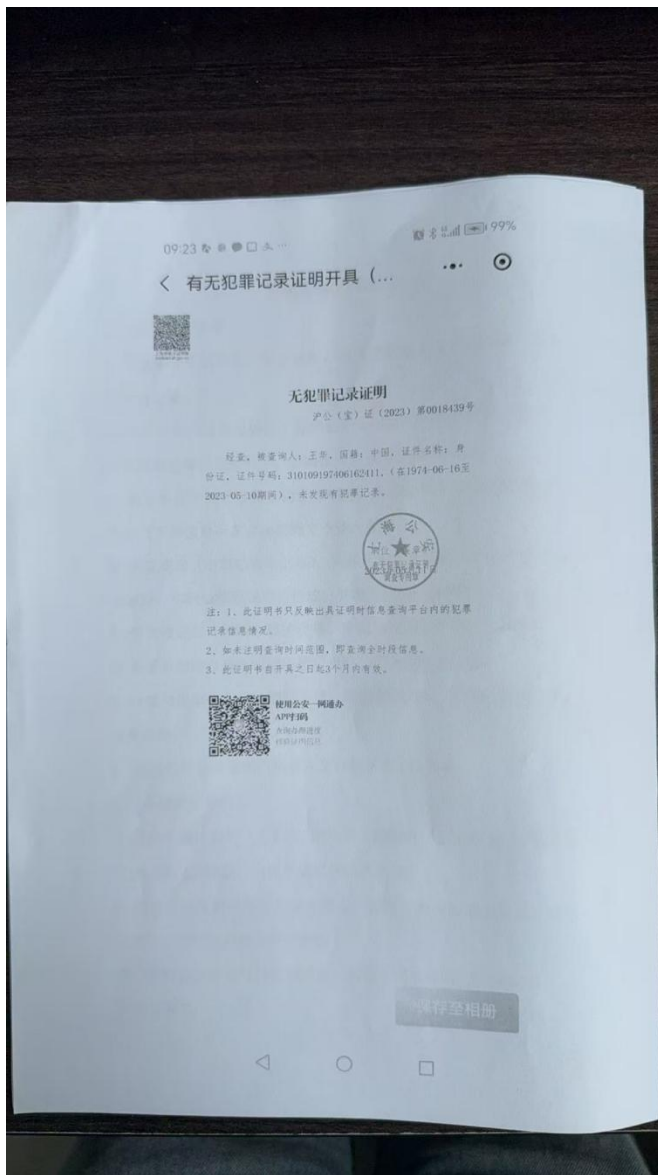 09:23
99%
有无犯罪记录证明开具（...
无犯罪记录证明
沪公（宝）证（2023）第0018439号
经查，被查询人：王华，国籍：中国，证件名称：身
份证，证件号码：310109197406162411，（在1974-06-16至
2023-05-10期间），未发现有犯罪记录。
注：1、此证明书只反映出具证明时信息查询平台内的犯罪
记录信息情况。
2、如未注明查询时间范围，即查询全时段信息。
3、此证明书自开具之日起3个月内有效。
使用公安一网通办
APP扫码
查询办理进度
保存至相册